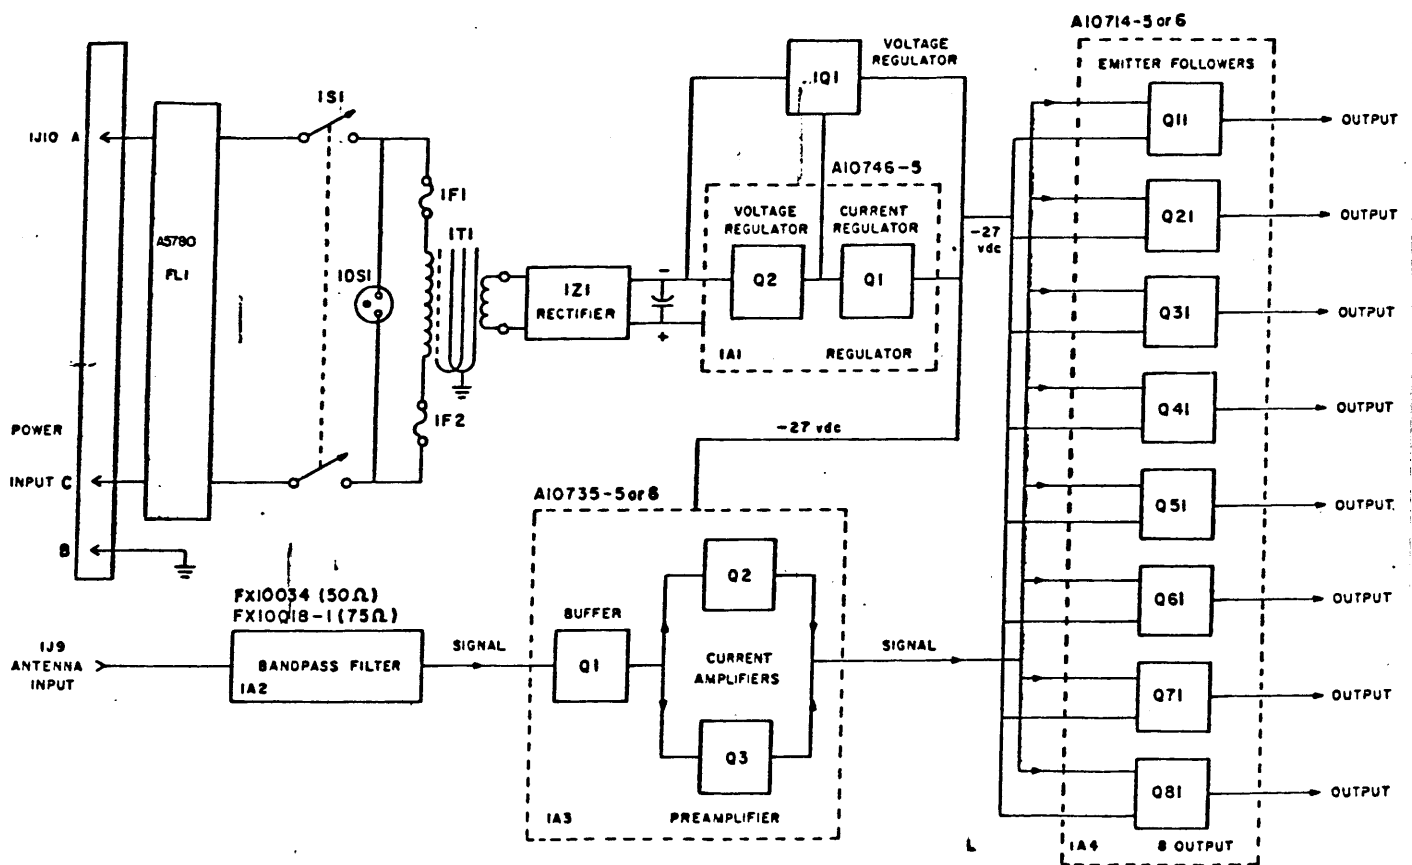 A10714-5 or 6
EMITTER FOLLOWERS
VOLTAGE
REGULATOR
1Q1
1S1
1J10 A
A5780
FL1
1F1
1T1
1DS1
1F2
1Z1
RECTIFIER
-
+
A10746-5
VOLTAGE
REGULATOR
CURRENT
REGULATOR
Q2
Q1
1A1
REGULATOR
-27
vdc
-27 vdc
POWER
INPUT C
B
Q11
OUTPUT
Q21
OUTPUT
Q31
OUTPUT
Q41
OUTPUT
Q51
OUTPUT
Q61
OUTPUT
Q71
OUTPUT
Q81
OUTPUT
1A4
8 OUTPUT
L
FX10034 (50Ω)
FX10018-1 (75Ω)
1J9
ANTENNA
INPUT
BANDPASS FILTER
1A2
SIGNAL
A10735-5 or 6
BUFFER
Q1
Q2
CURRENT
AMPLIFIERS
Q3
1A3
PREAMPLIFIER
SIGNAL